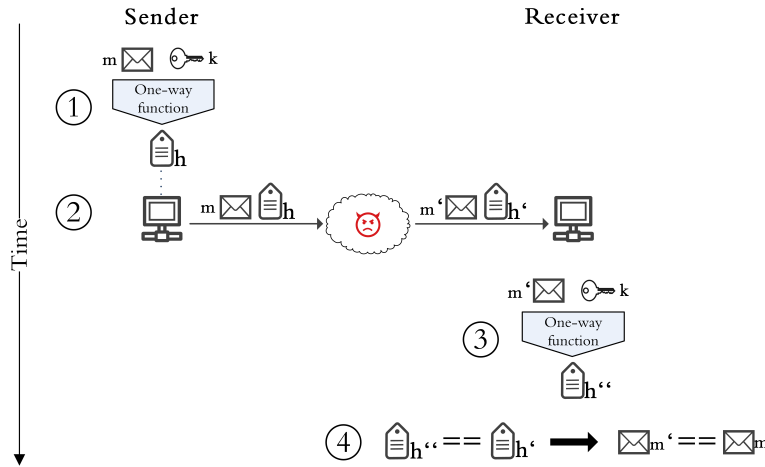 Sender
Receiver
m k
One-way
function
1
h
2
m h
m‘ h‘
Time
m‘ k
One-way
function
3
h‘‘
4 h‘‘ == h‘ m‘ == m